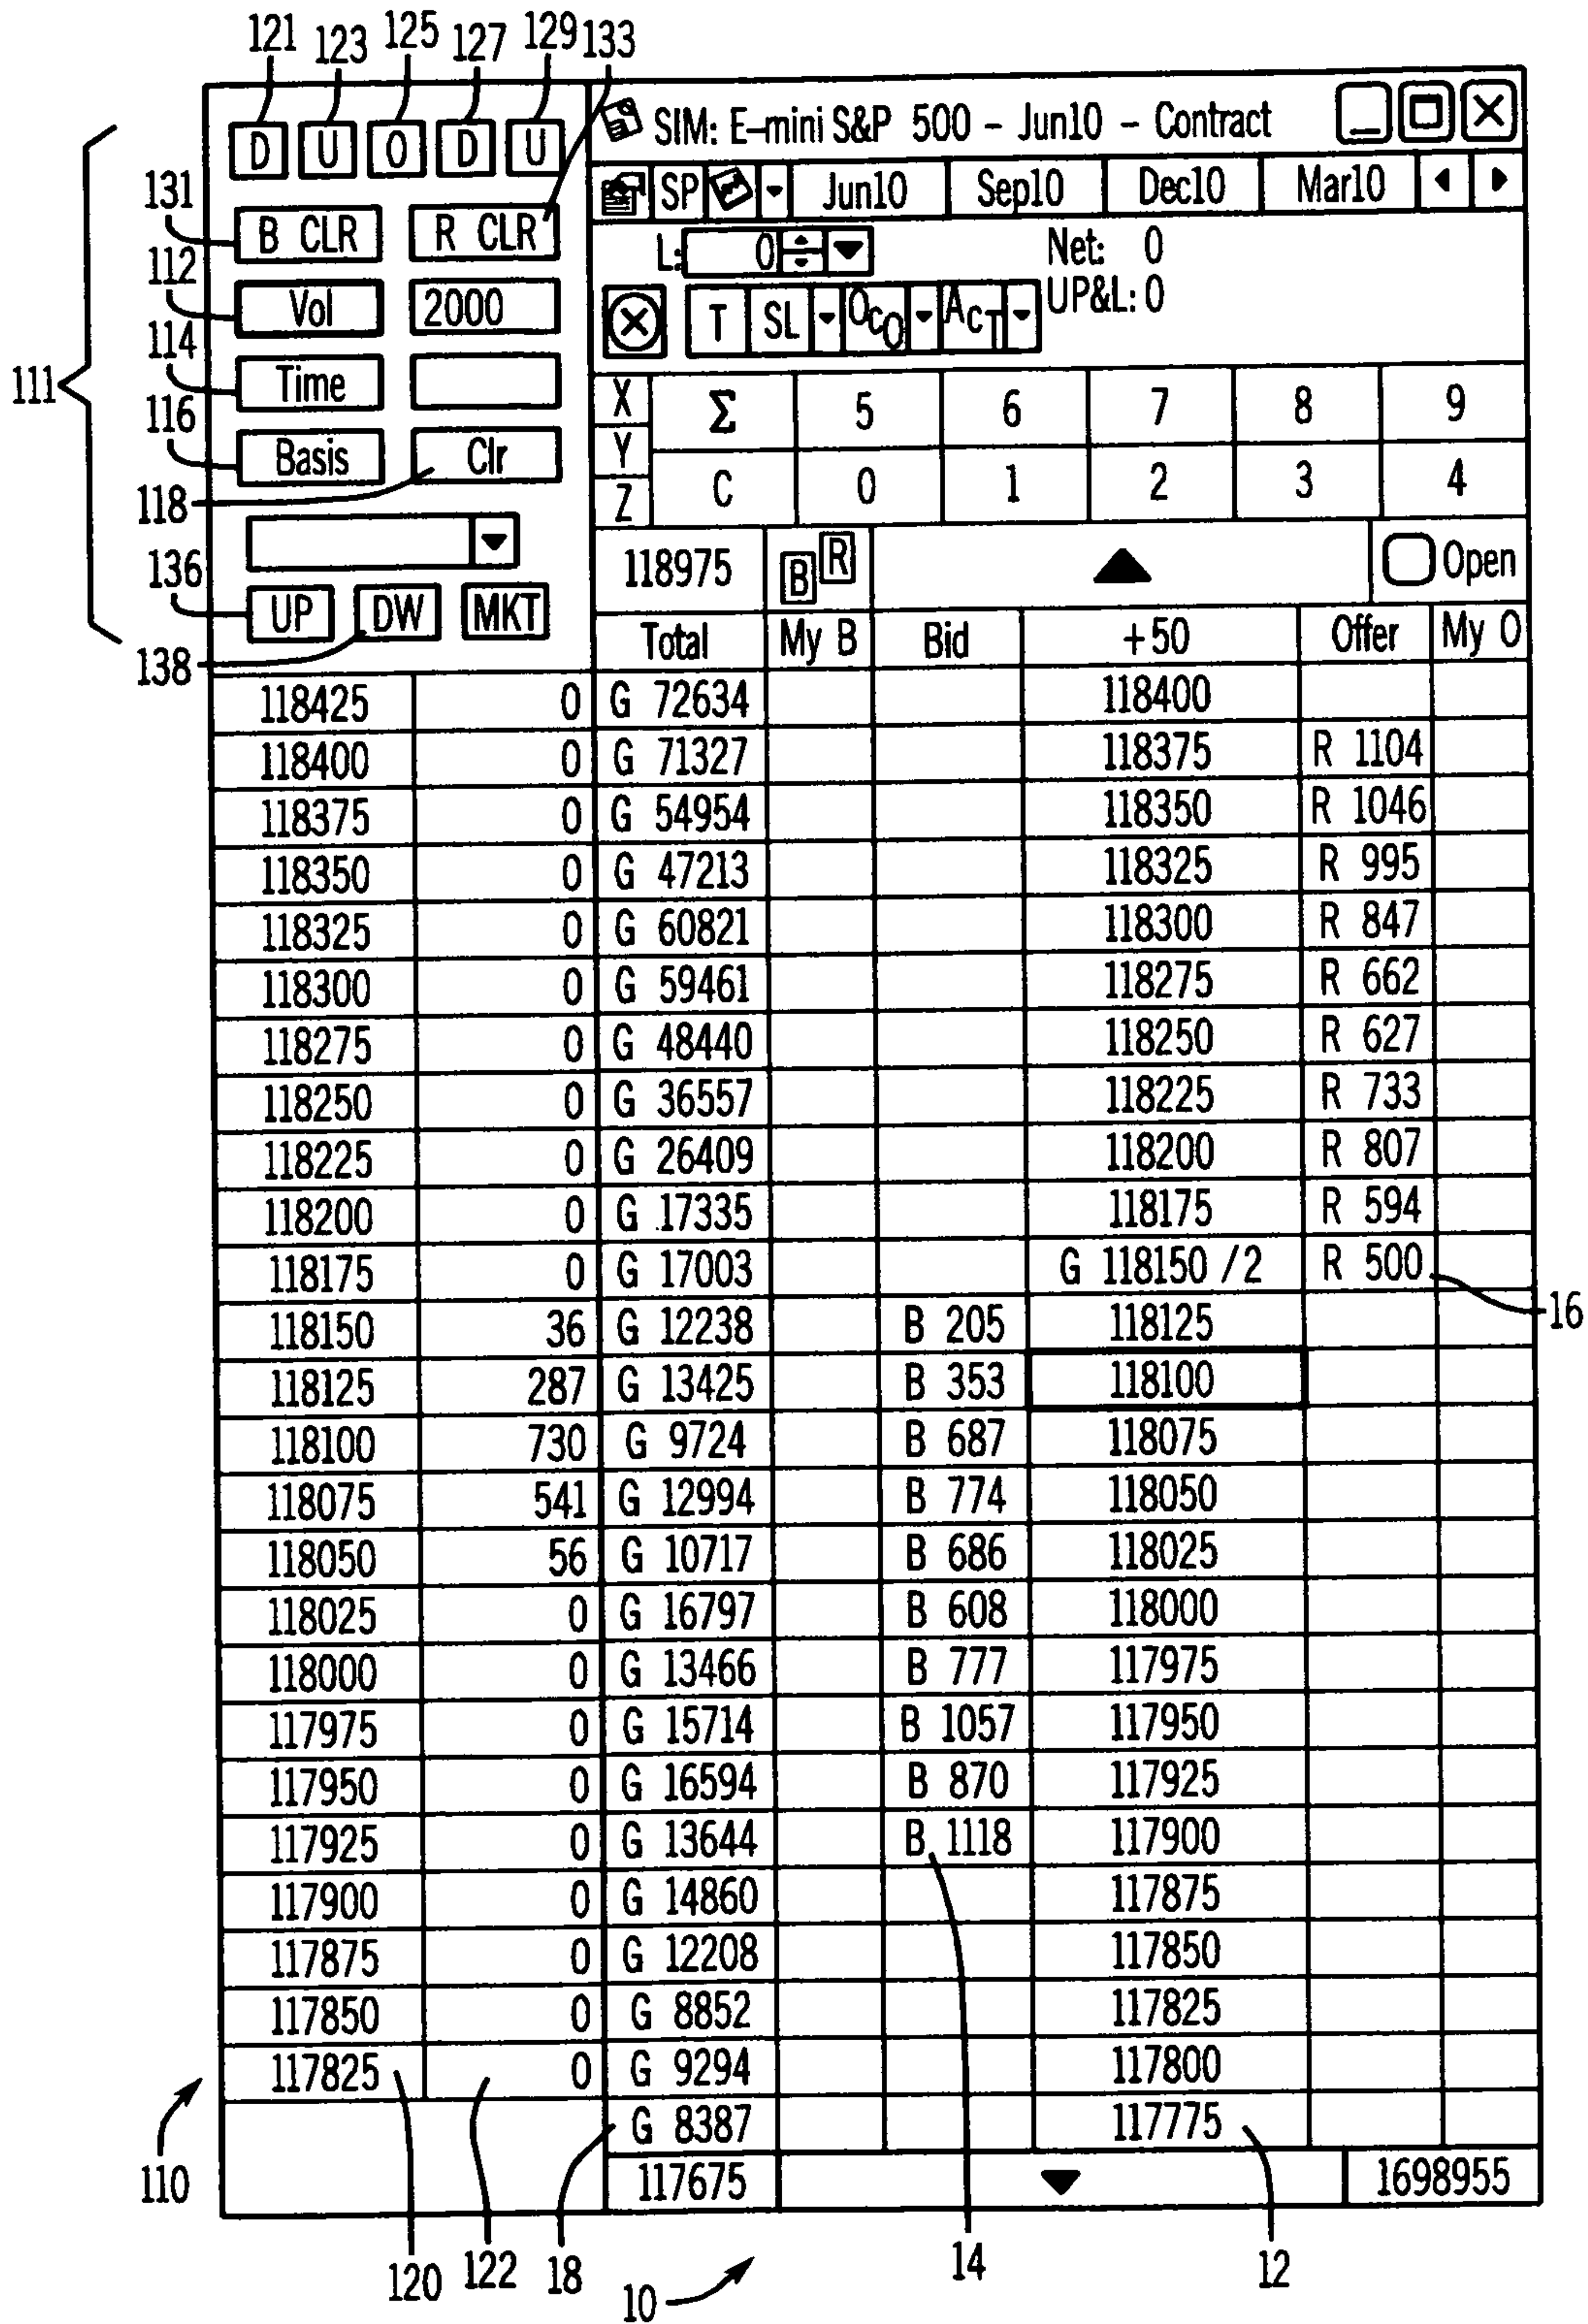 121 123 125 127 129 133
D U O D U
SIM: E-mini S&P 500 - Jun10 - Contract
SP Jun10 Sep10 Dec10 Mar10
131 B CLR R CLR
L: 0 Net: 0
112 Vol 2000
T SL OCO ACT UP&L: 0
114 Time
111
116 Basis Clr
118
X Σ 5 6 7 8 9
Y
Z C 0 1 2 3 4
118975 B R Open
136 UP DW MKT
138
Total My B Bid +50 Offer My O
118425 0 G 72634 118400
118400 0 G 71327 118375 R 1104
118375 0 G 54954 118350 R 1046
118350 0 G 47213 118325 R 995
118325 0 G 60821 118300 R 847
118300 0 G 59461 118275 R 662
118275 0 G 48440 118250 R 627
118250 0 G 36557 118225 R 733
118225 0 G 26409 118200 R 807
118200 0 G 17335 118175 R 594
118175 0 G 17003 G 118150 /2 R 500
16
118150 36 G 12238 B 205 118125
118125 287 G 13425 B 353 118100
118100 730 G 9724 B 687 118075
118075 541 G 12994 B 774 118050
118050 56 G 10717 B 686 118025
118025 0 G 16797 B 608 118000
118000 0 G 13466 B 777 117975
117975 0 G 15714 B 1057 117950
117950 0 G 16594 B 870 117925
117925 0 G 13644 B 1118 117900
117900 0 G 14860 117875
117875 0 G 12208 117850
117850 0 G 8852 117825
117825 0 G 9294 117800
G 8387 117775
110
117675 1698955
120 122 18 10 14 12